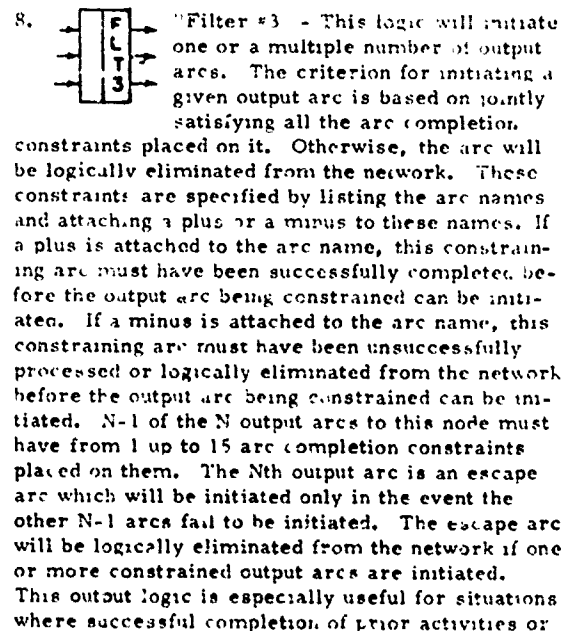 8.
F
L
T
3
"Filter #3 - This logic will initiate
one or a multiple number of output
arcs. The criterion for initiating a
given output arc is based on jointly
satisfying all the arc completion
constraints placed on it. Otherwise, the arc will
be logically eliminated from the network. These
constraints are specified by listing the arc names
and attaching a plus or a minus to these names. If
a plus is attached to the arc name, this constrain-
ing arc must have been successfully completed be-
fore the output arc being constrained can be initi-
ated. If a minus is attached to the arc name, this
constraining arc must have been unsuccessfully
processed or logically eliminated from the network
before the output arc being constrained can be ini-
tiated. N-1 of the N output arcs to this node must
have from 1 up to 15 arc completion constraints
placed on them. The Nth output arc is an escape
arc which will be initiated only in the event the
other N-1 arcs fail to be initiated. The escape arc
will be logically eliminated from the network if one
or more constrained output arcs are initiated.
This output logic is especially useful for situations
where successful completion of prior activities or